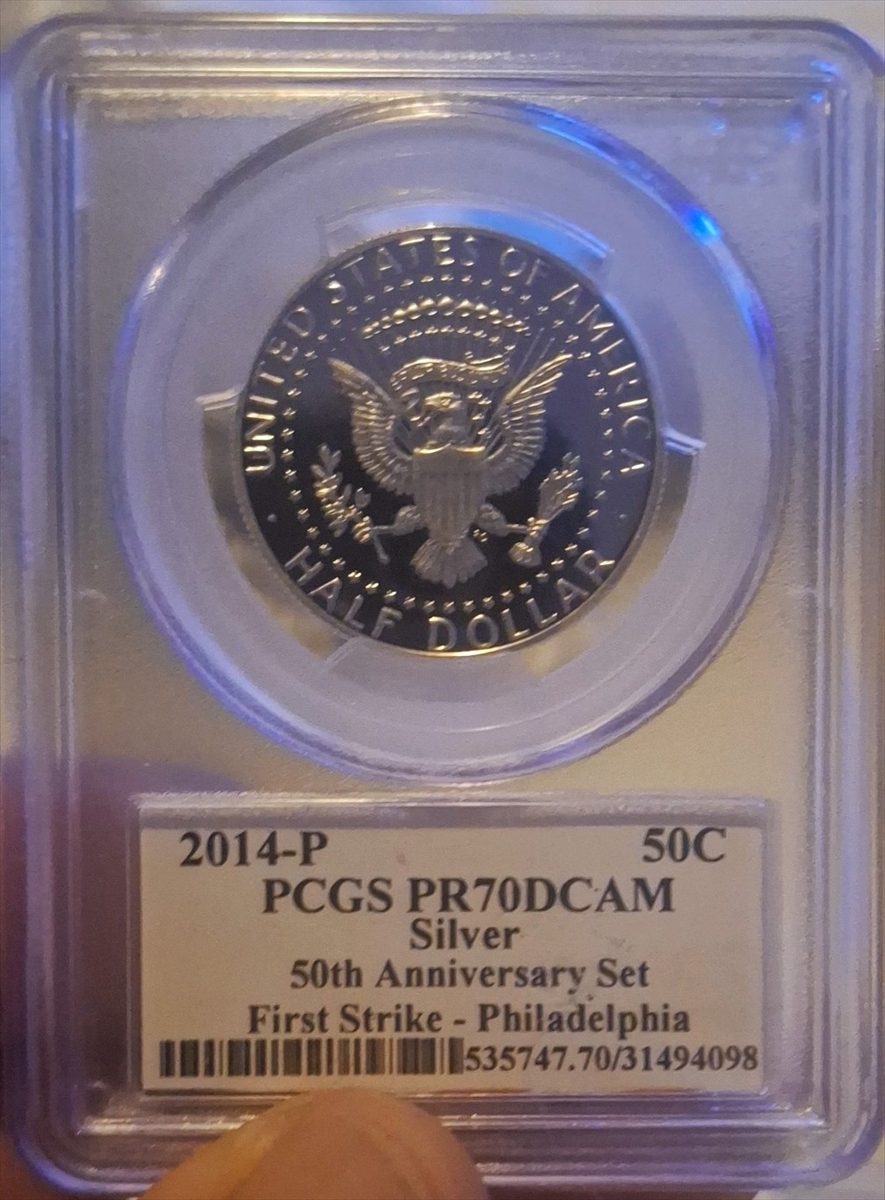 UNITED STATES OF AMERICA
HALF DOLLAR
2014-P 50C
PCGS PR70DCAM
Silver
50th Anniversary Set
First Strike - Philadelphia
535747.70/31494098